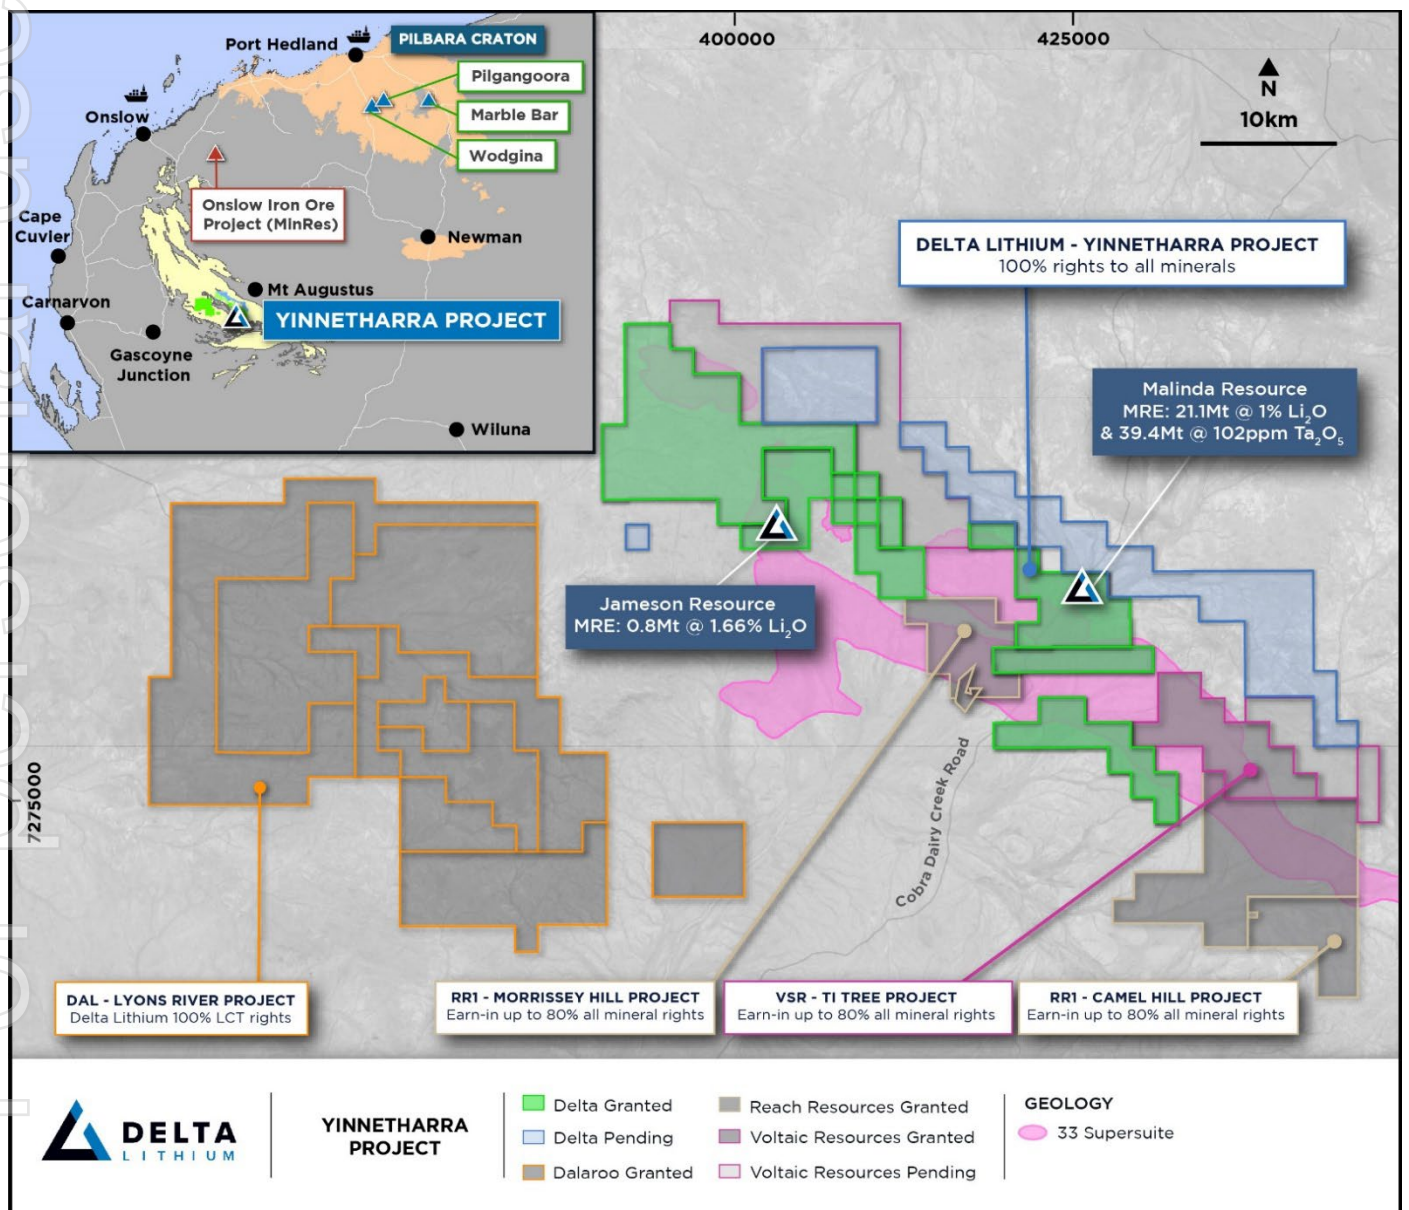 Port Hedland
PILBARA CRATON
Pilgangoora
Marble Bar
Wodgina
Onslow
Onslow Iron Ore
Project (MinRes)
Cape
Cuvier
Newman
Mt Augustus
Carnarvon
YINNETHARRA PROJECT
Gascoyne
Junction
Wiluna
400000
425000
N
10km
DELTA LITHIUM - YINNETHARRA PROJECT
100% rights to all minerals
Malinda Resource
MRE: 21.1Mt @ 1% Li₂O
& 39.4Mt @ 102ppm Ta₂O₅
Jameson Resource
MRE: 0.8Mt @ 1.66% Li₂O
7275000
Cobra Dairy Creek Road
DAL - LYONS RIVER PROJECT
Delta Lithium 100% LCT rights
RR1 - MORRISSEY HILL PROJECT
Earn-in up to 80% all mineral rights
VSR - TI TREE PROJECT
Earn-in up to 80% all mineral rights
RR1 - CAMEL HILL PROJECT
Earn-in up to 80% all mineral rights
DELTA
LITHIUM
YINNETHARRA
PROJECT
Delta Granted
Delta Pending
Dalaroo Granted
Reach Resources Granted
Voltaic Resources Granted
Voltaic Resources Pending
GEOLOGY
33 Supersuite